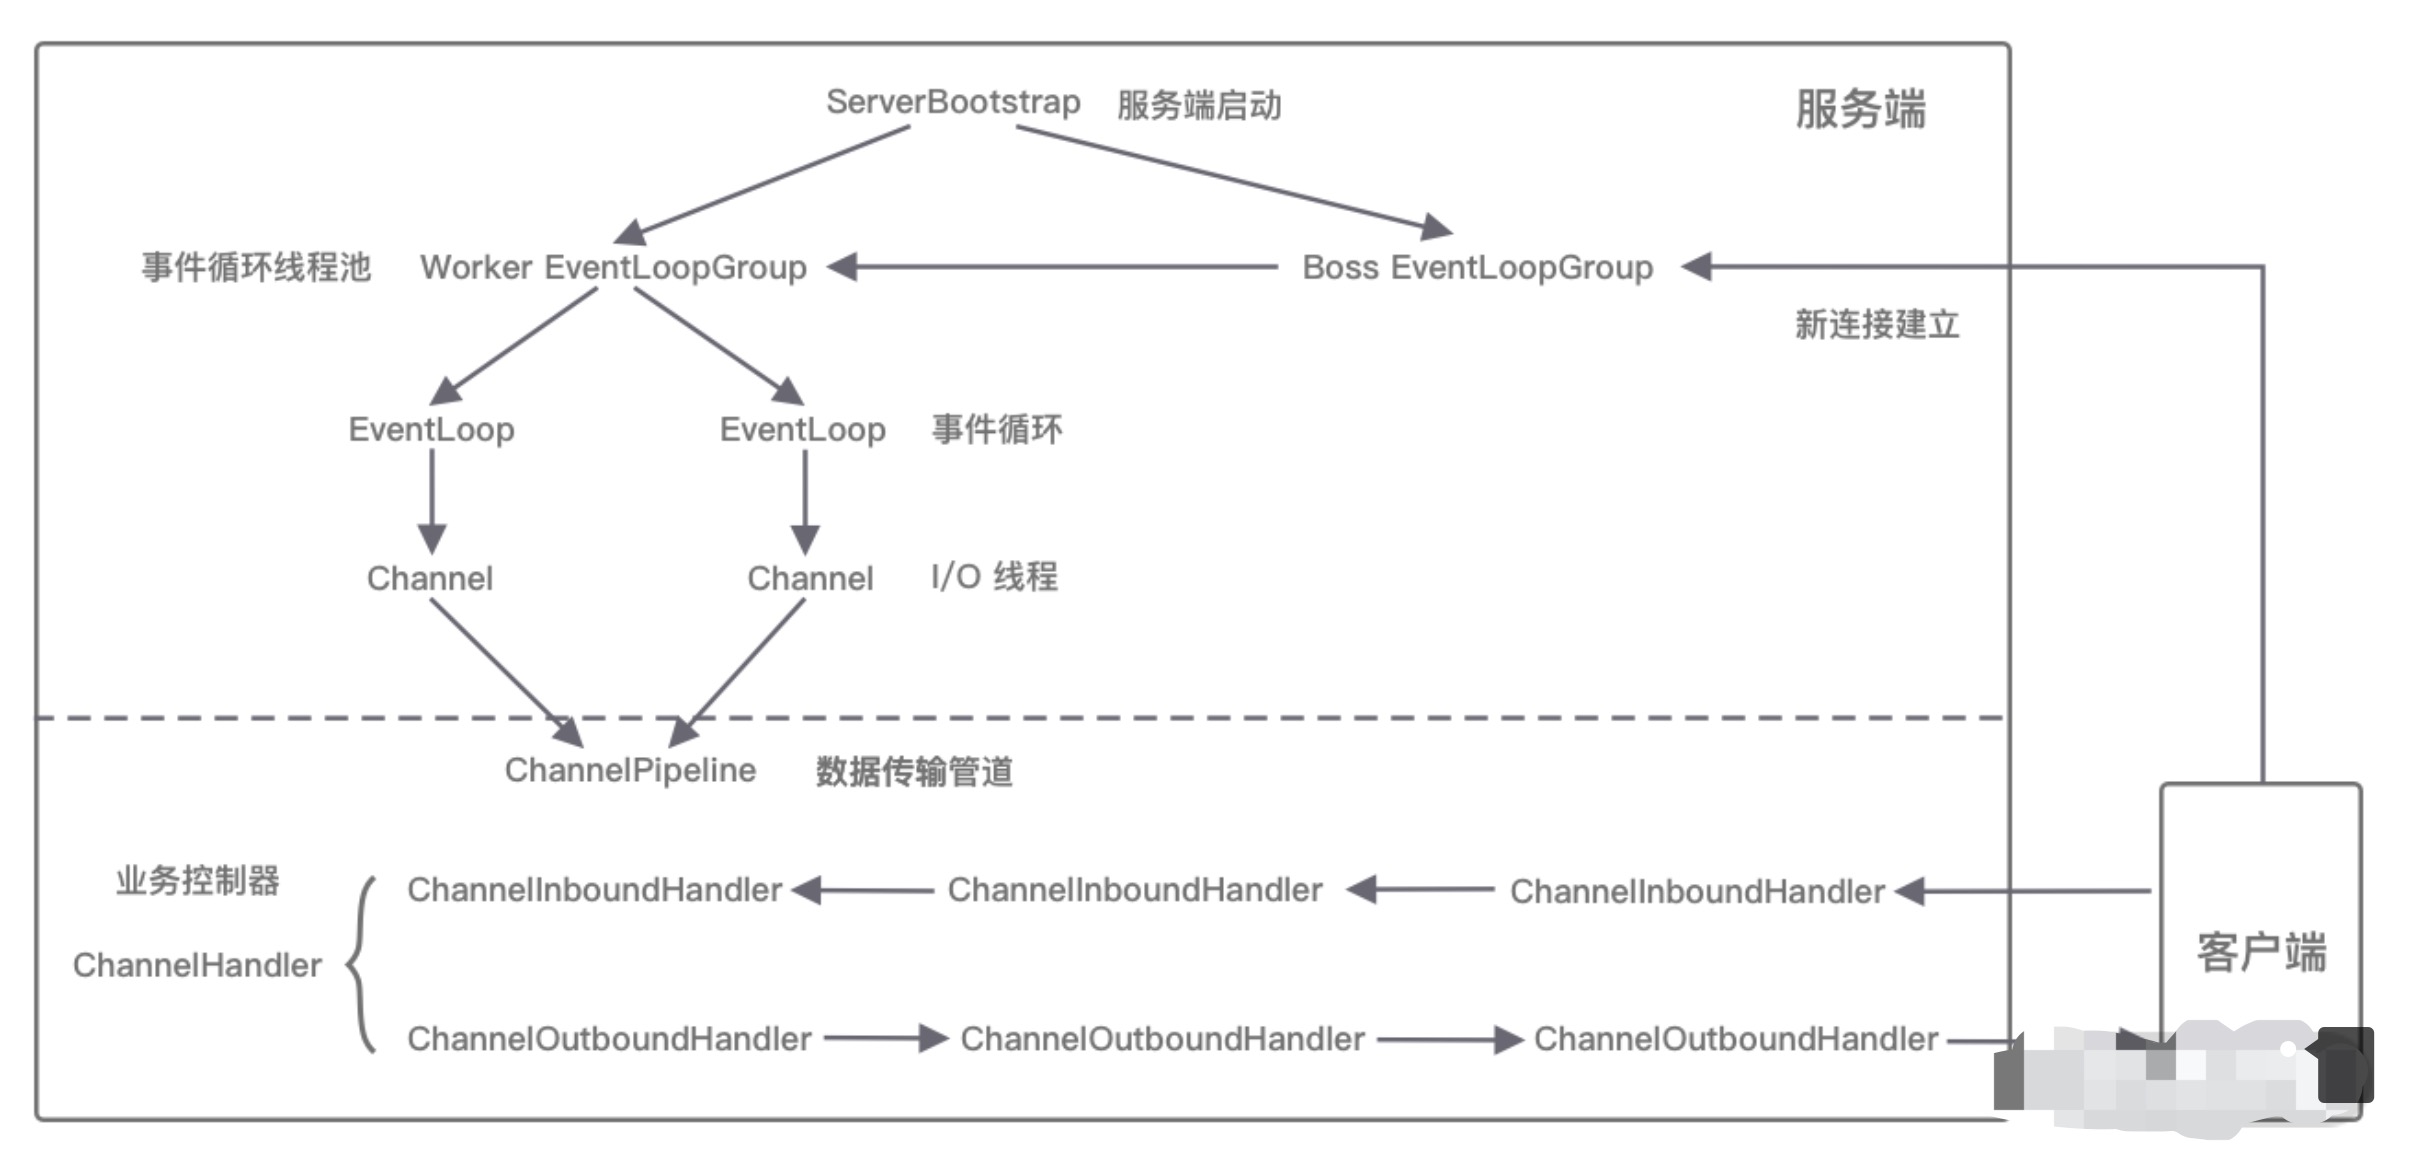 ServerBootstrap 服务端启动 服务端
事件循环线程池 Worker EventLoopGroup Boss EventLoopGroup
新连接建立
EventLoop EventLoop 事件循环
Channel Channel I/O 线程
ChannelPipeline 数据传输管道
业务控制器
ChannelInboundHandler ChannelInboundHandler ChannelInboundHandler
客户端
ChannelHandler
ChannelOutboundHandler ChannelOutboundHandler ChannelOutboundHandler